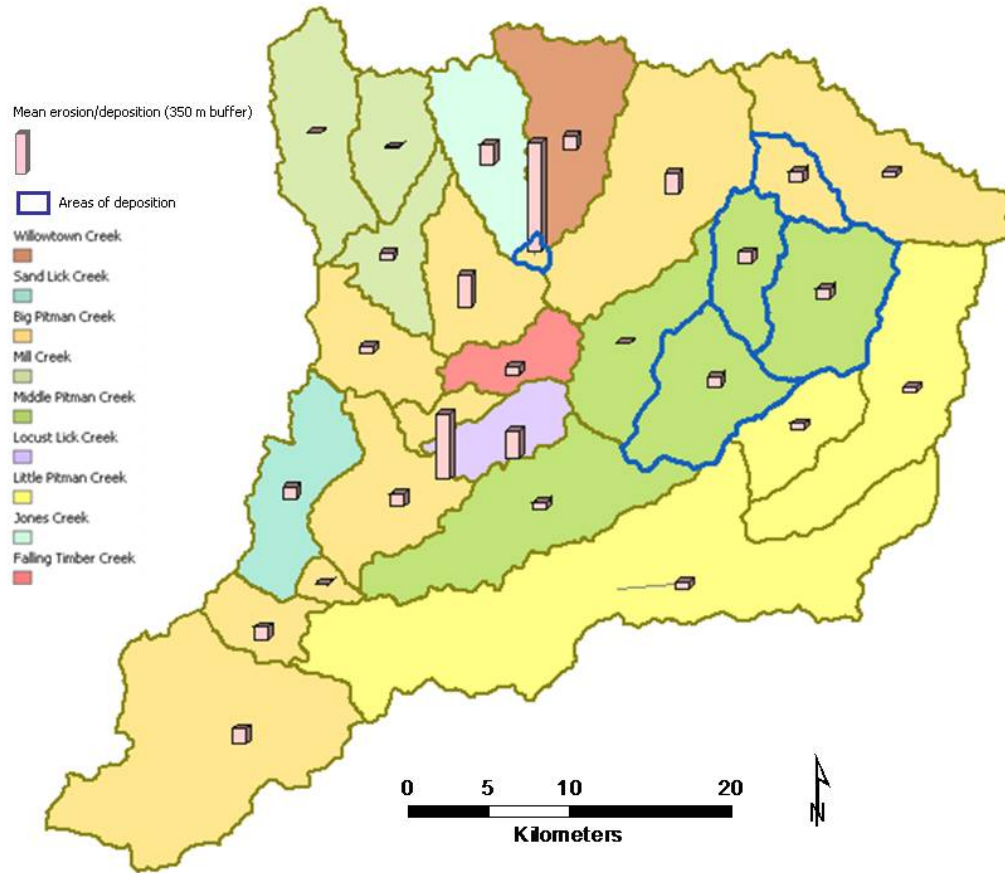 Mean erosion/deposition (350 m buffer)
Areas of deposition
Willowtown Creek
Sand Lick Creek
Big Pitman Creek
Mill Creek
Middle Pitman Creek
Locust Lick Creek
Little Pitman Creek
Jones Creek
Falling Timber Creek
0 5 10 20
Kilometers
N